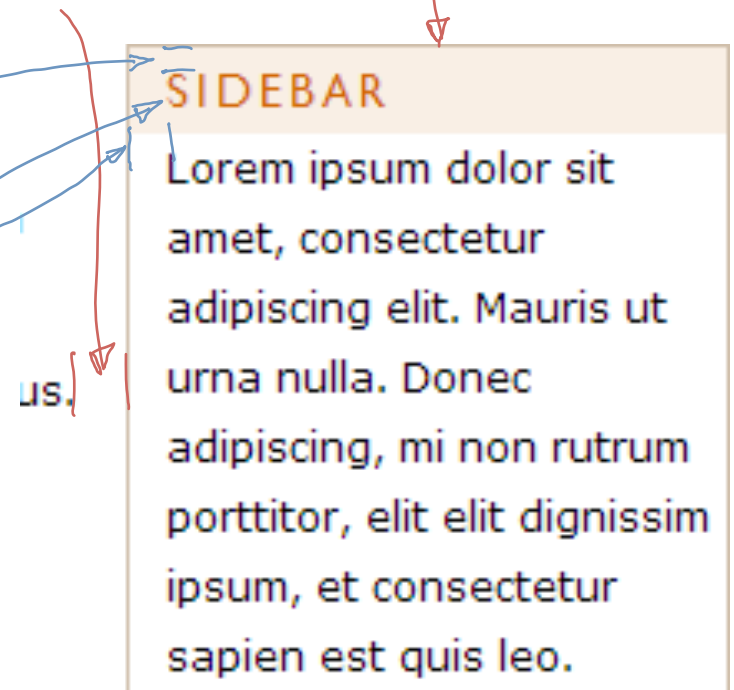 SIDEBAR
Lorem ipsum dolor sit
amet, consectetur
adipiscing elit. Mauris ut
us.
urna nulla. Donec
adipiscing, mi non rutrum
porttitor, elit elit dignissim
ipsum, et consectetur
sapien est quis leo.